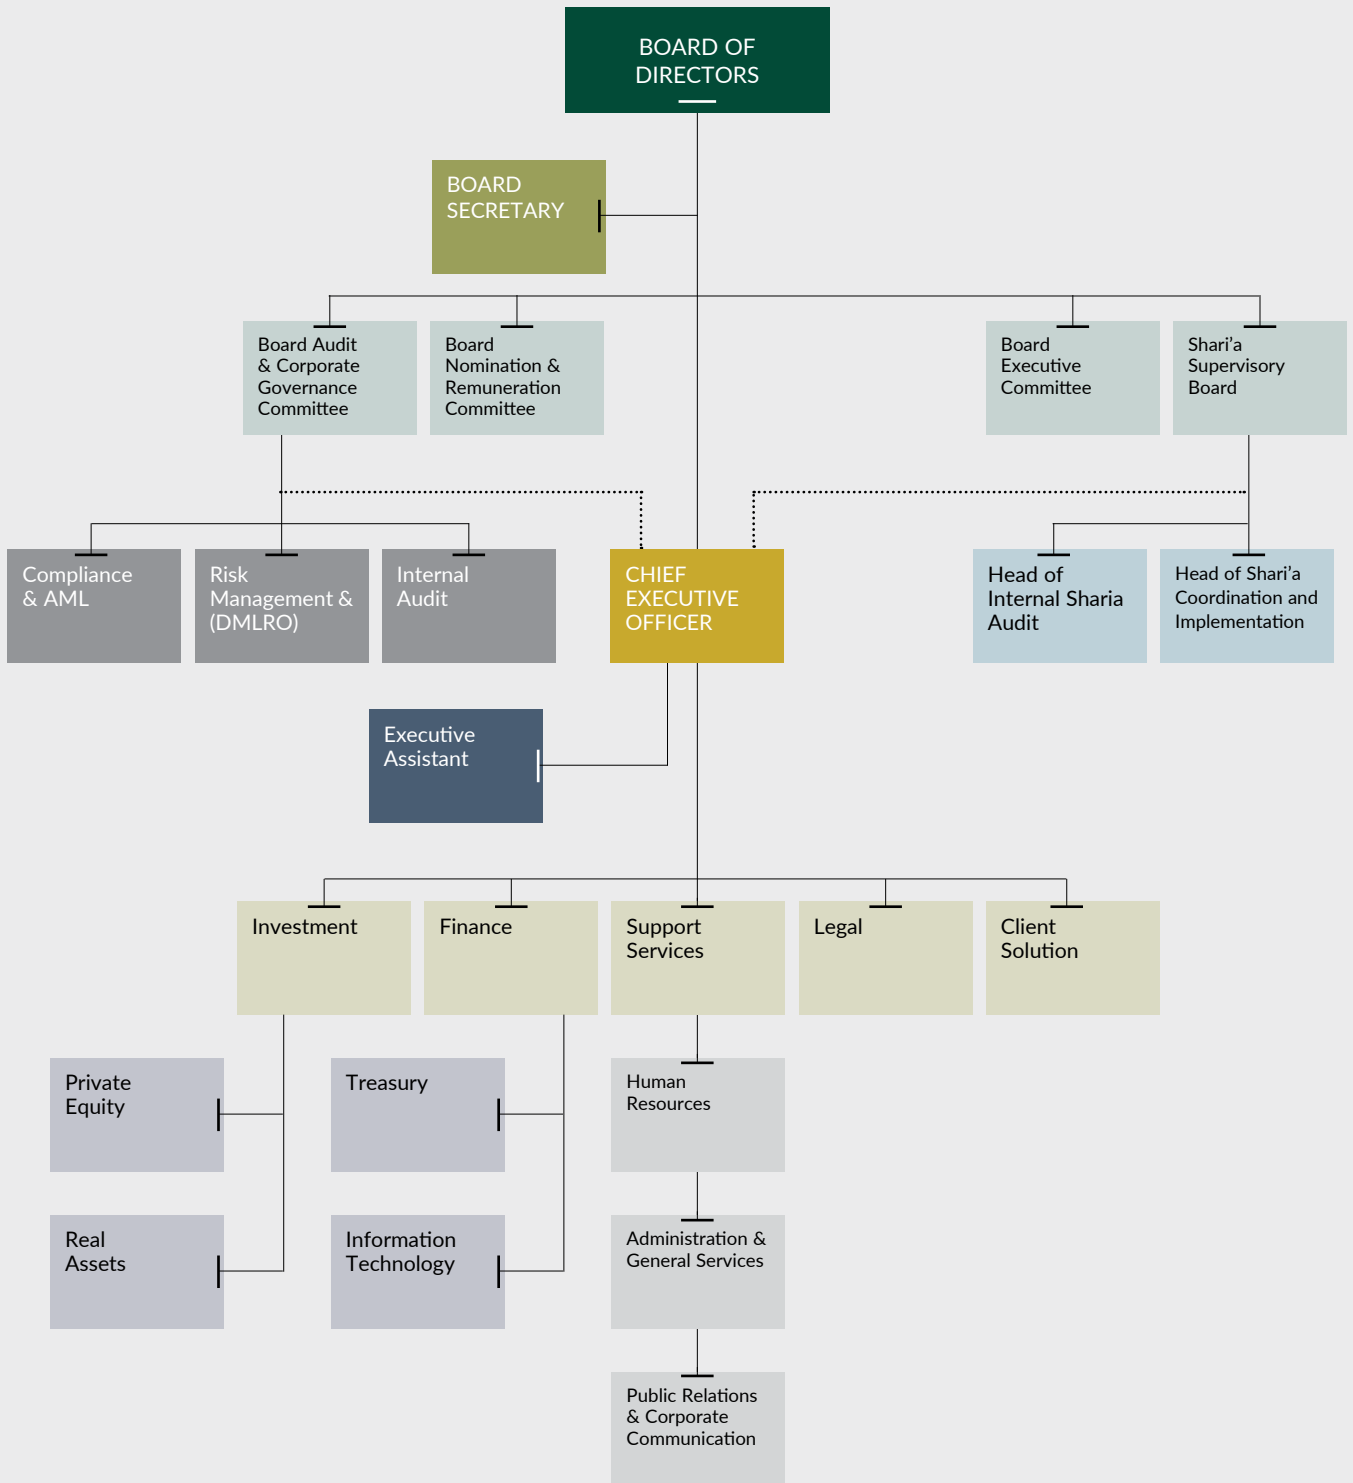 BOARD OF
DIRECTORS
BOARD
SECRETARY
Board Audit
& Corporate
Governance
Committee
Board
Nomination &
Remuneration
Committee
Board
Executive
Committee
Shari’a
Supervisory
Board
Compliance
& AML
Risk
Management &
(DMLRO)
Internal
Audit
CHIEF
EXECUTIVE
OFFICER
Head of
Internal Sharia
Audit
Head of Shari’a
Coordination and
Implementation
Executive
Assistant
Investment
Finance
Support
Services
Legal
Client
Solution
Private
Equity
Treasury
Human
Resources
Real
Assets
Information
Technology
Administration &
General Services
Public Relations
& Corporate
Communication